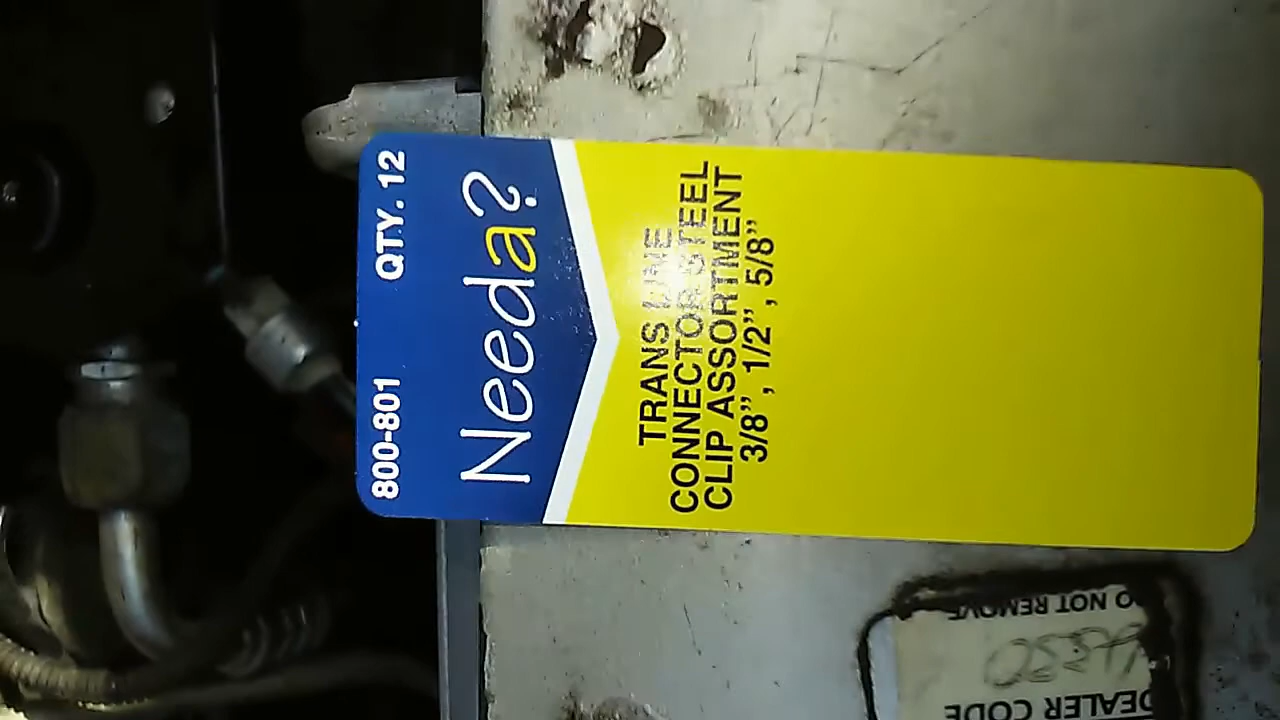 800-801 QTY. 12
Needa?
TRANS LINE
CONNECTOR STEEL
CLIP ASSORTMENT
3/8”, 1/2”, 5/8”
DO NOT REMOVE
DEALER CODE